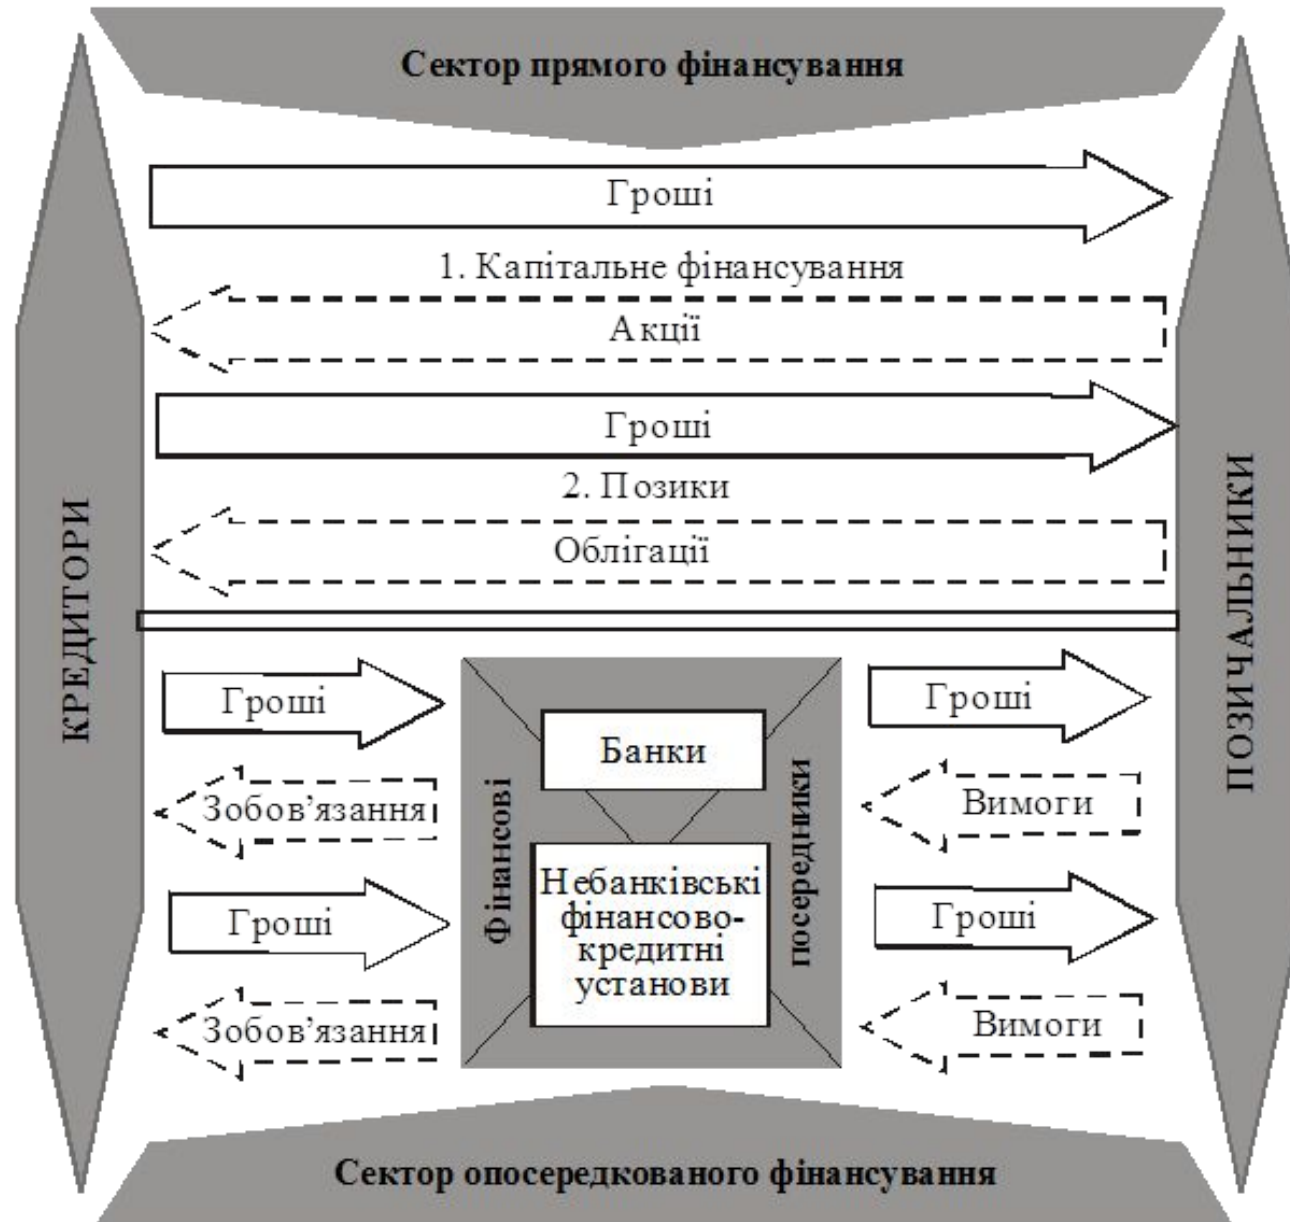 Сектор прямого фінансування
Гроші
1. Капітальне фінансування
Акції
Гроші
2. Позики
Облігації
КРЕДИТОРИ
ПОЗИЧАЛЬНИКИ
Гроші
Зобов’язання
Гроші
Зобов’язання
Фінансові
Банки
Небанківські
фінансово-
кредитні
установи
посередники
Гроші
Вимоги
Гроші
Вимоги
Сектор опосередкованого фінансування